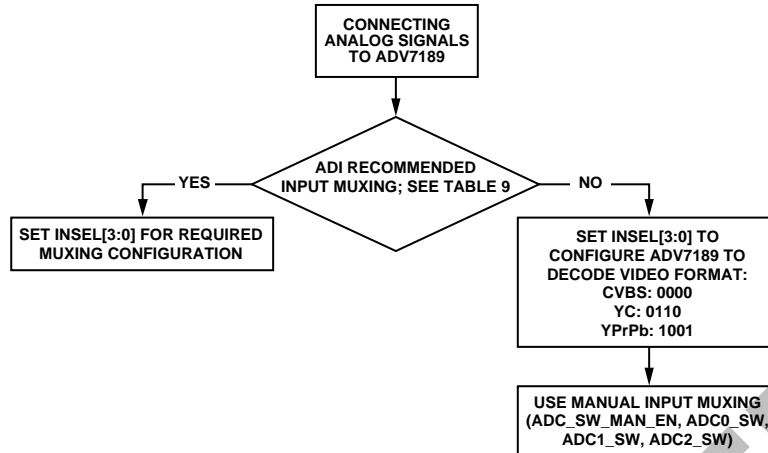 CONNECTING
ANALOG SIGNALS
TO ADV7189
ADI RECOMMENDED
INPUT MUXING; SEE TABLE 9
YES
NO
SET INSEL[3:0] FOR REQUIRED
MUXING CONFIGURATION
SET INSEL[3:0] TO
CONFIGURE ADV7189 TO
DECODE VIDEO FORMAT:
CVBS: 0000
YC: 0110
YPrPb: 1001
USE MANUAL INPUT MUXING
(ADC_SW_MAN_EN, ADC0_SW,
ADC1_SW, ADC2_SW)